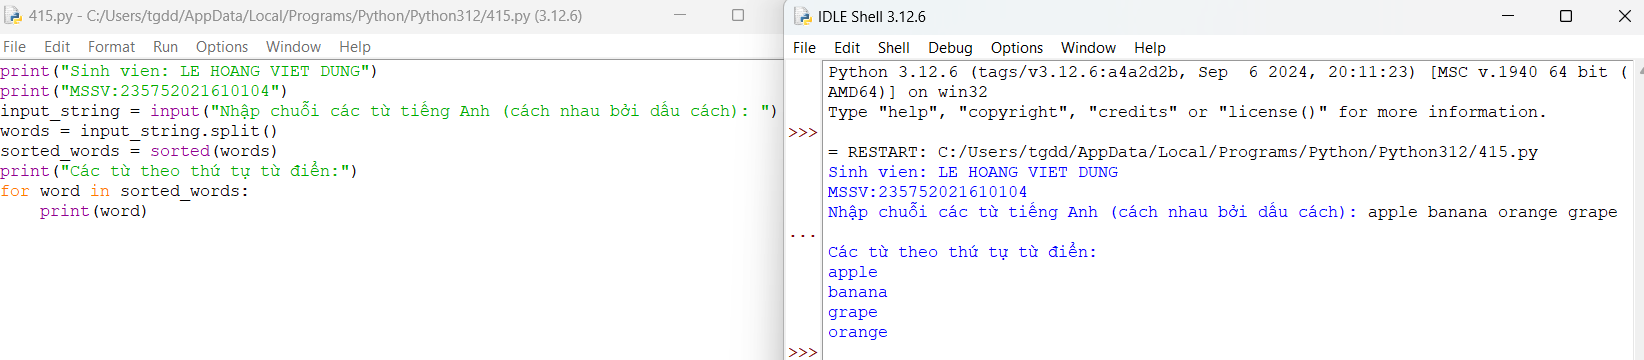 415.py - C:/Users/tgdd/AppData/Local/Programs/Python/Python312/415.py (3.12.6)
File Edit Format Run Options Window Help
print("Sinh vien: LE HOANG VIET DUNG")
print("MSSV:235752021610104")
input_string = input("Nhập chuỗi các từ tiếng Anh (cách nhau bởi dấu cách): ")
words = input_string.split()
sorted_words = sorted(words)
print("Các từ theo thứ tự từ điển:")
for word in sorted_words:
    print(word)
IDLE Shell 3.12.6
File Edit Shell Debug Options Window Help
Python 3.12.6 (tags/v3.12.6:a4a2d2b, Sep  6 2024, 20:11:23) [MSC v.1940 64 bit (
AMD64)] on win32
Type "help", "copyright", "credits" or "license()" for more information.
>>>
= RESTART: C:/Users/tgdd/AppData/Local/Programs/Python/Python312/415.py
Sinh vien: LE HOANG VIET DUNG
MSSV:235752021610104
Nhập chuỗi các từ tiếng Anh (cách nhau bởi dấu cách): apple banana orange grape
...
Các từ theo thứ tự từ điển:
apple
banana
grape
orange
>>>